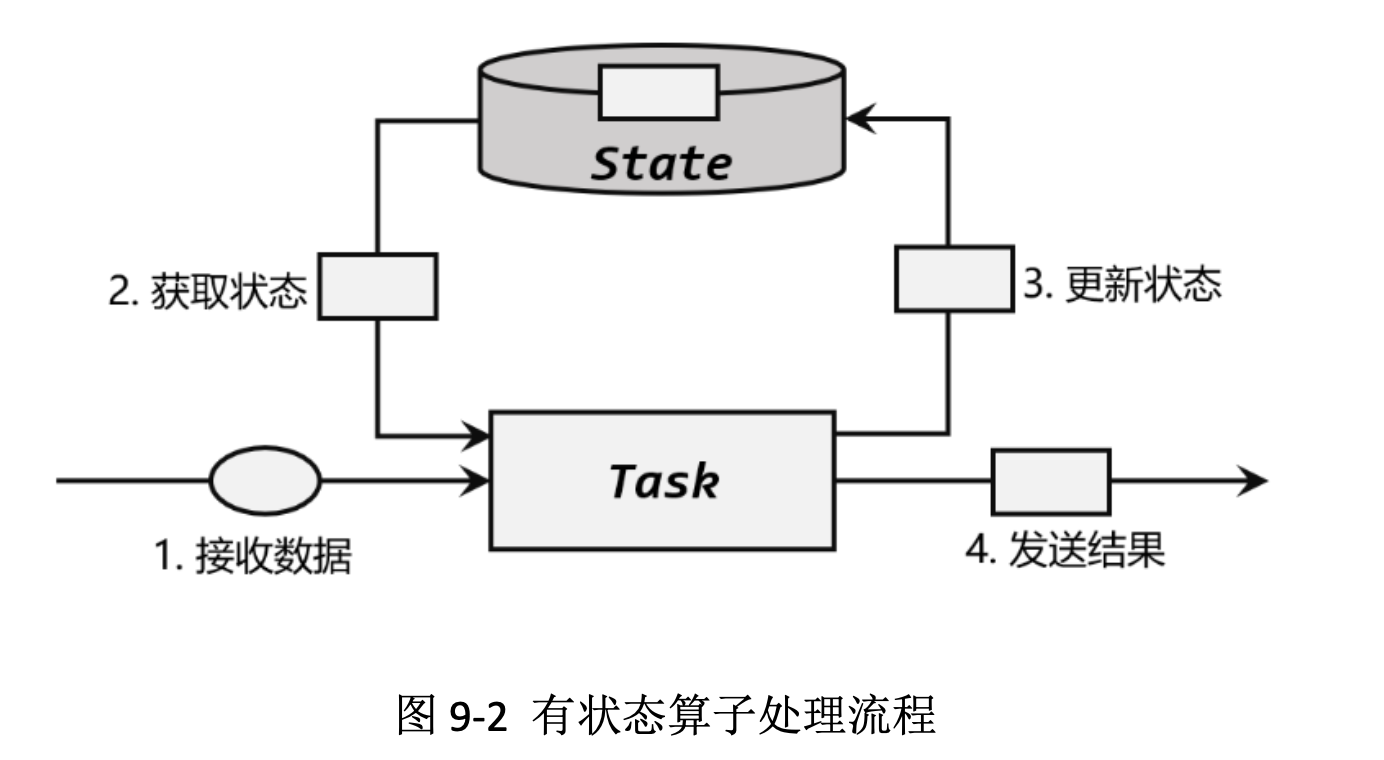 State
2. 获取状态
3. 更新状态
Task
1. 接收数据
4. 发送结果
图 9-2 有状态算子处理流程